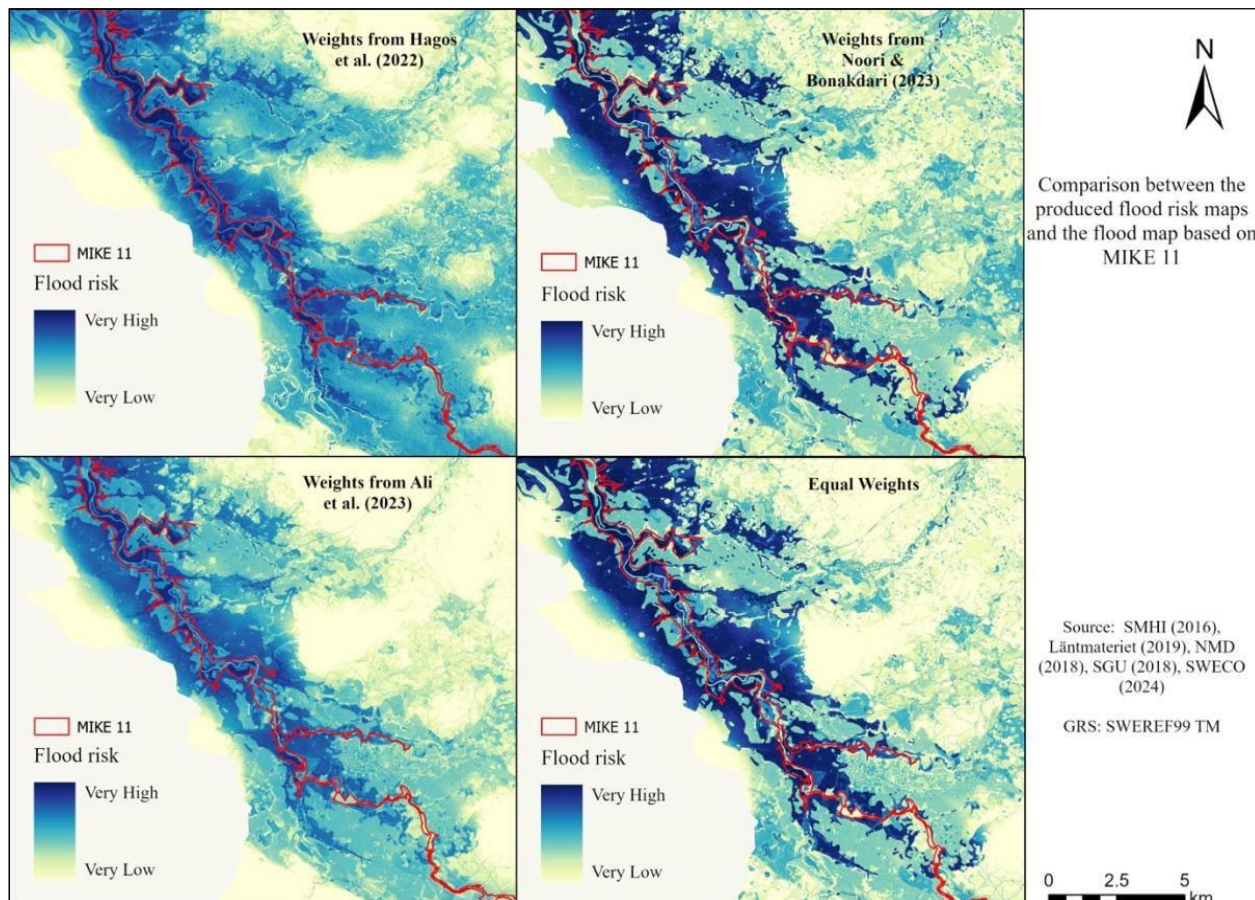 Weights from Hagos
et al. (2022)
MIKE 11
Flood risk
Very High
Very Low
Weights from
Noori &
Bonakdari (2023)
MIKE 11
Flood risk
Very High
Very Low
Weights from Ali
et al. (2023)
MIKE 11
Flood risk
Very High
Very Low
Equal Weights
MIKE 11
Flood risk
Very High
Very Low
N
Comparison between the
produced flood risk maps
and the flood map based on
MIKE 11
Source: SMHI (2016),
Läntmateriet (2019), NMD
(2018), SGU (2018), SWECO
(2024)
GRS: SWEREF99 TM
0 2.5 5
km